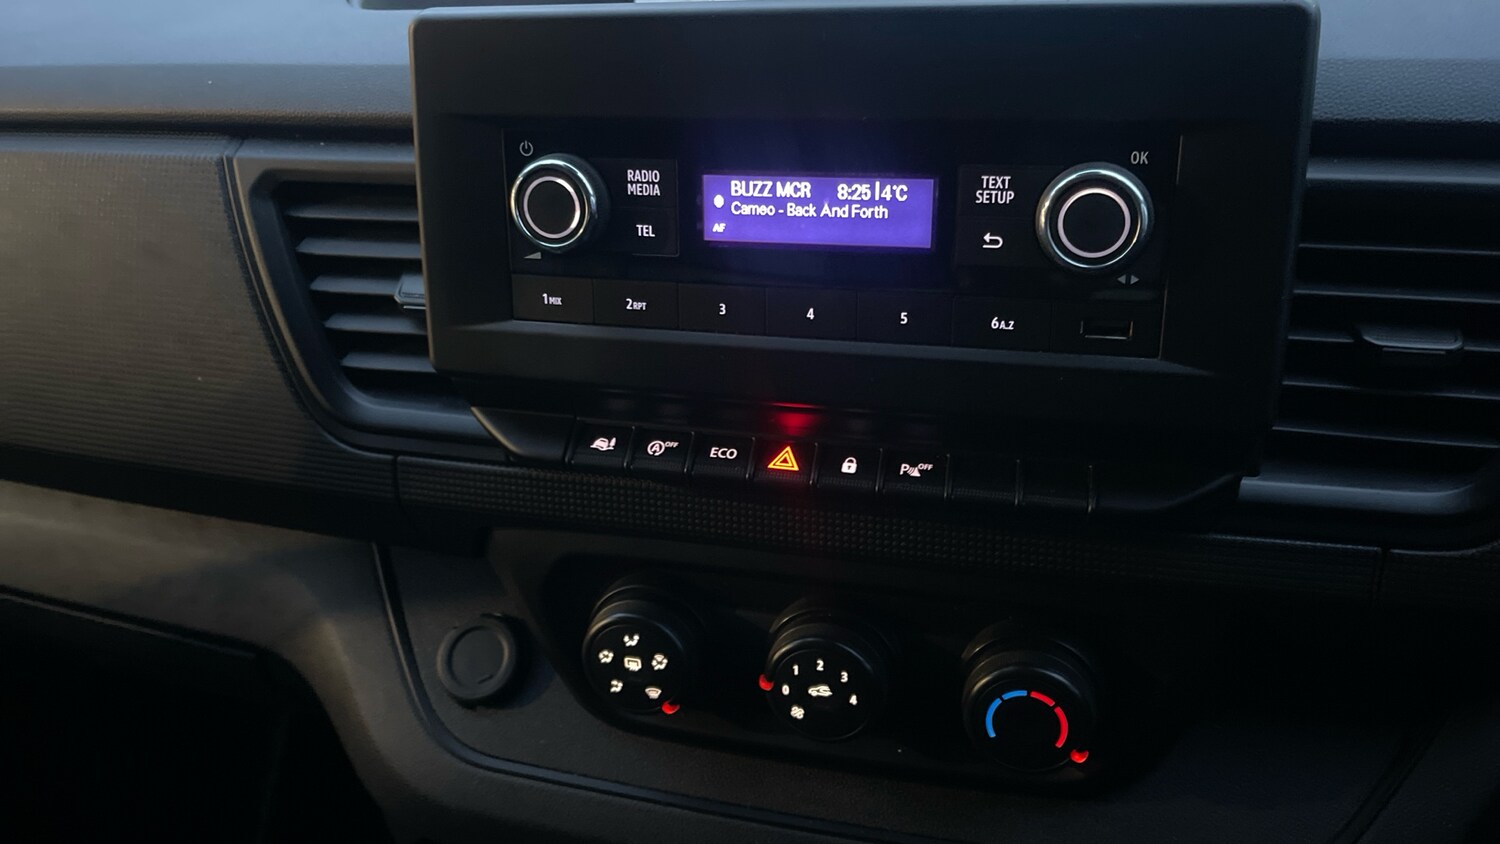 OK
RADIO
MEDIA
TEL
BUZZ MCR 8:25 | 4°C
Cameo - Back And Forth
AF
TEXT
SETUP
1MIX 2RPT 3 4 5 6A.Z
A OFF ECO P OFF
0 1 2 3 4